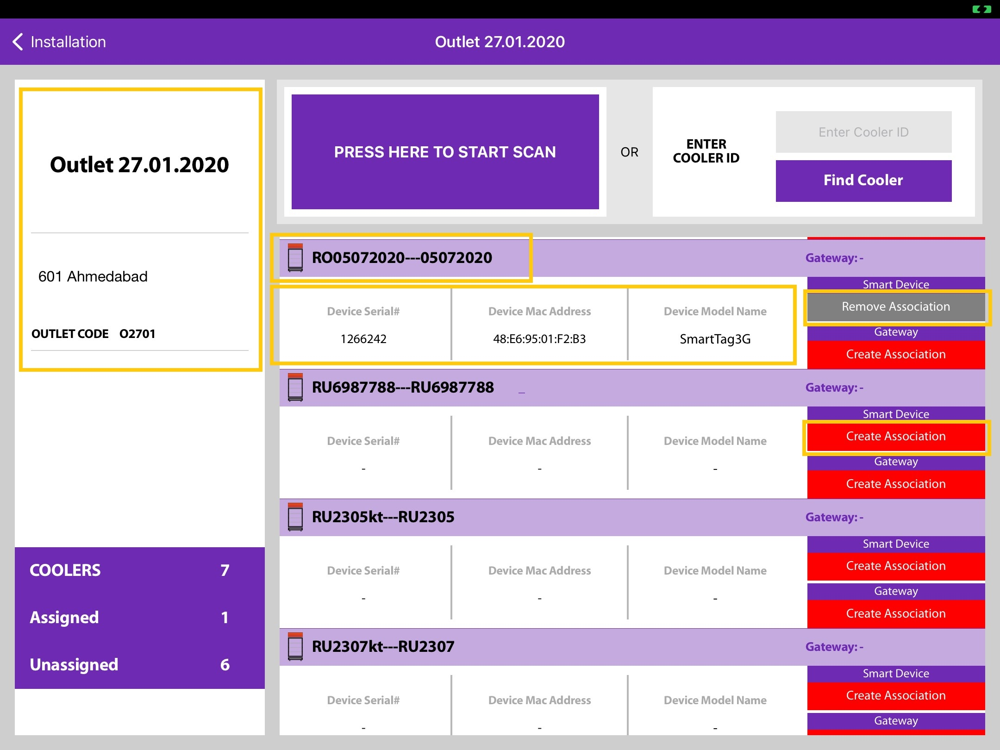 Installation
Outlet 27.01.2020
Outlet 27.01.2020
601 Ahmedabad
OUTLET CODE O2701
COOLERS 7
Assigned 1
Unassigned 6
PRESS HERE TO START SCAN
OR
ENTER
COOLER ID
Enter Cooler ID
Find Cooler
RO05072020---05072020
Gateway: -
Device Serial# Device Mac Address Device Model Name
1266242 48:E6:95:01:F2:B3 SmartTag3G
Smart Device
Remove Association
Gateway
Create Association
RU6987788---RU6987788 _
Gateway: -
Device Serial# Device Mac Address Device Model Name
- - -
Smart Device
Create Association
Gateway
Create Association
RU2305kt---RU2305
Gateway: -
Device Serial# Device Mac Address Device Model Name
- - -
Smart Device
Create Association
Gateway
Create Association
RU2307kt---RU2307
Gateway: -
Device Serial# Device Mac Address Device Model Name
- - -
Smart Device
Create Association
Gateway